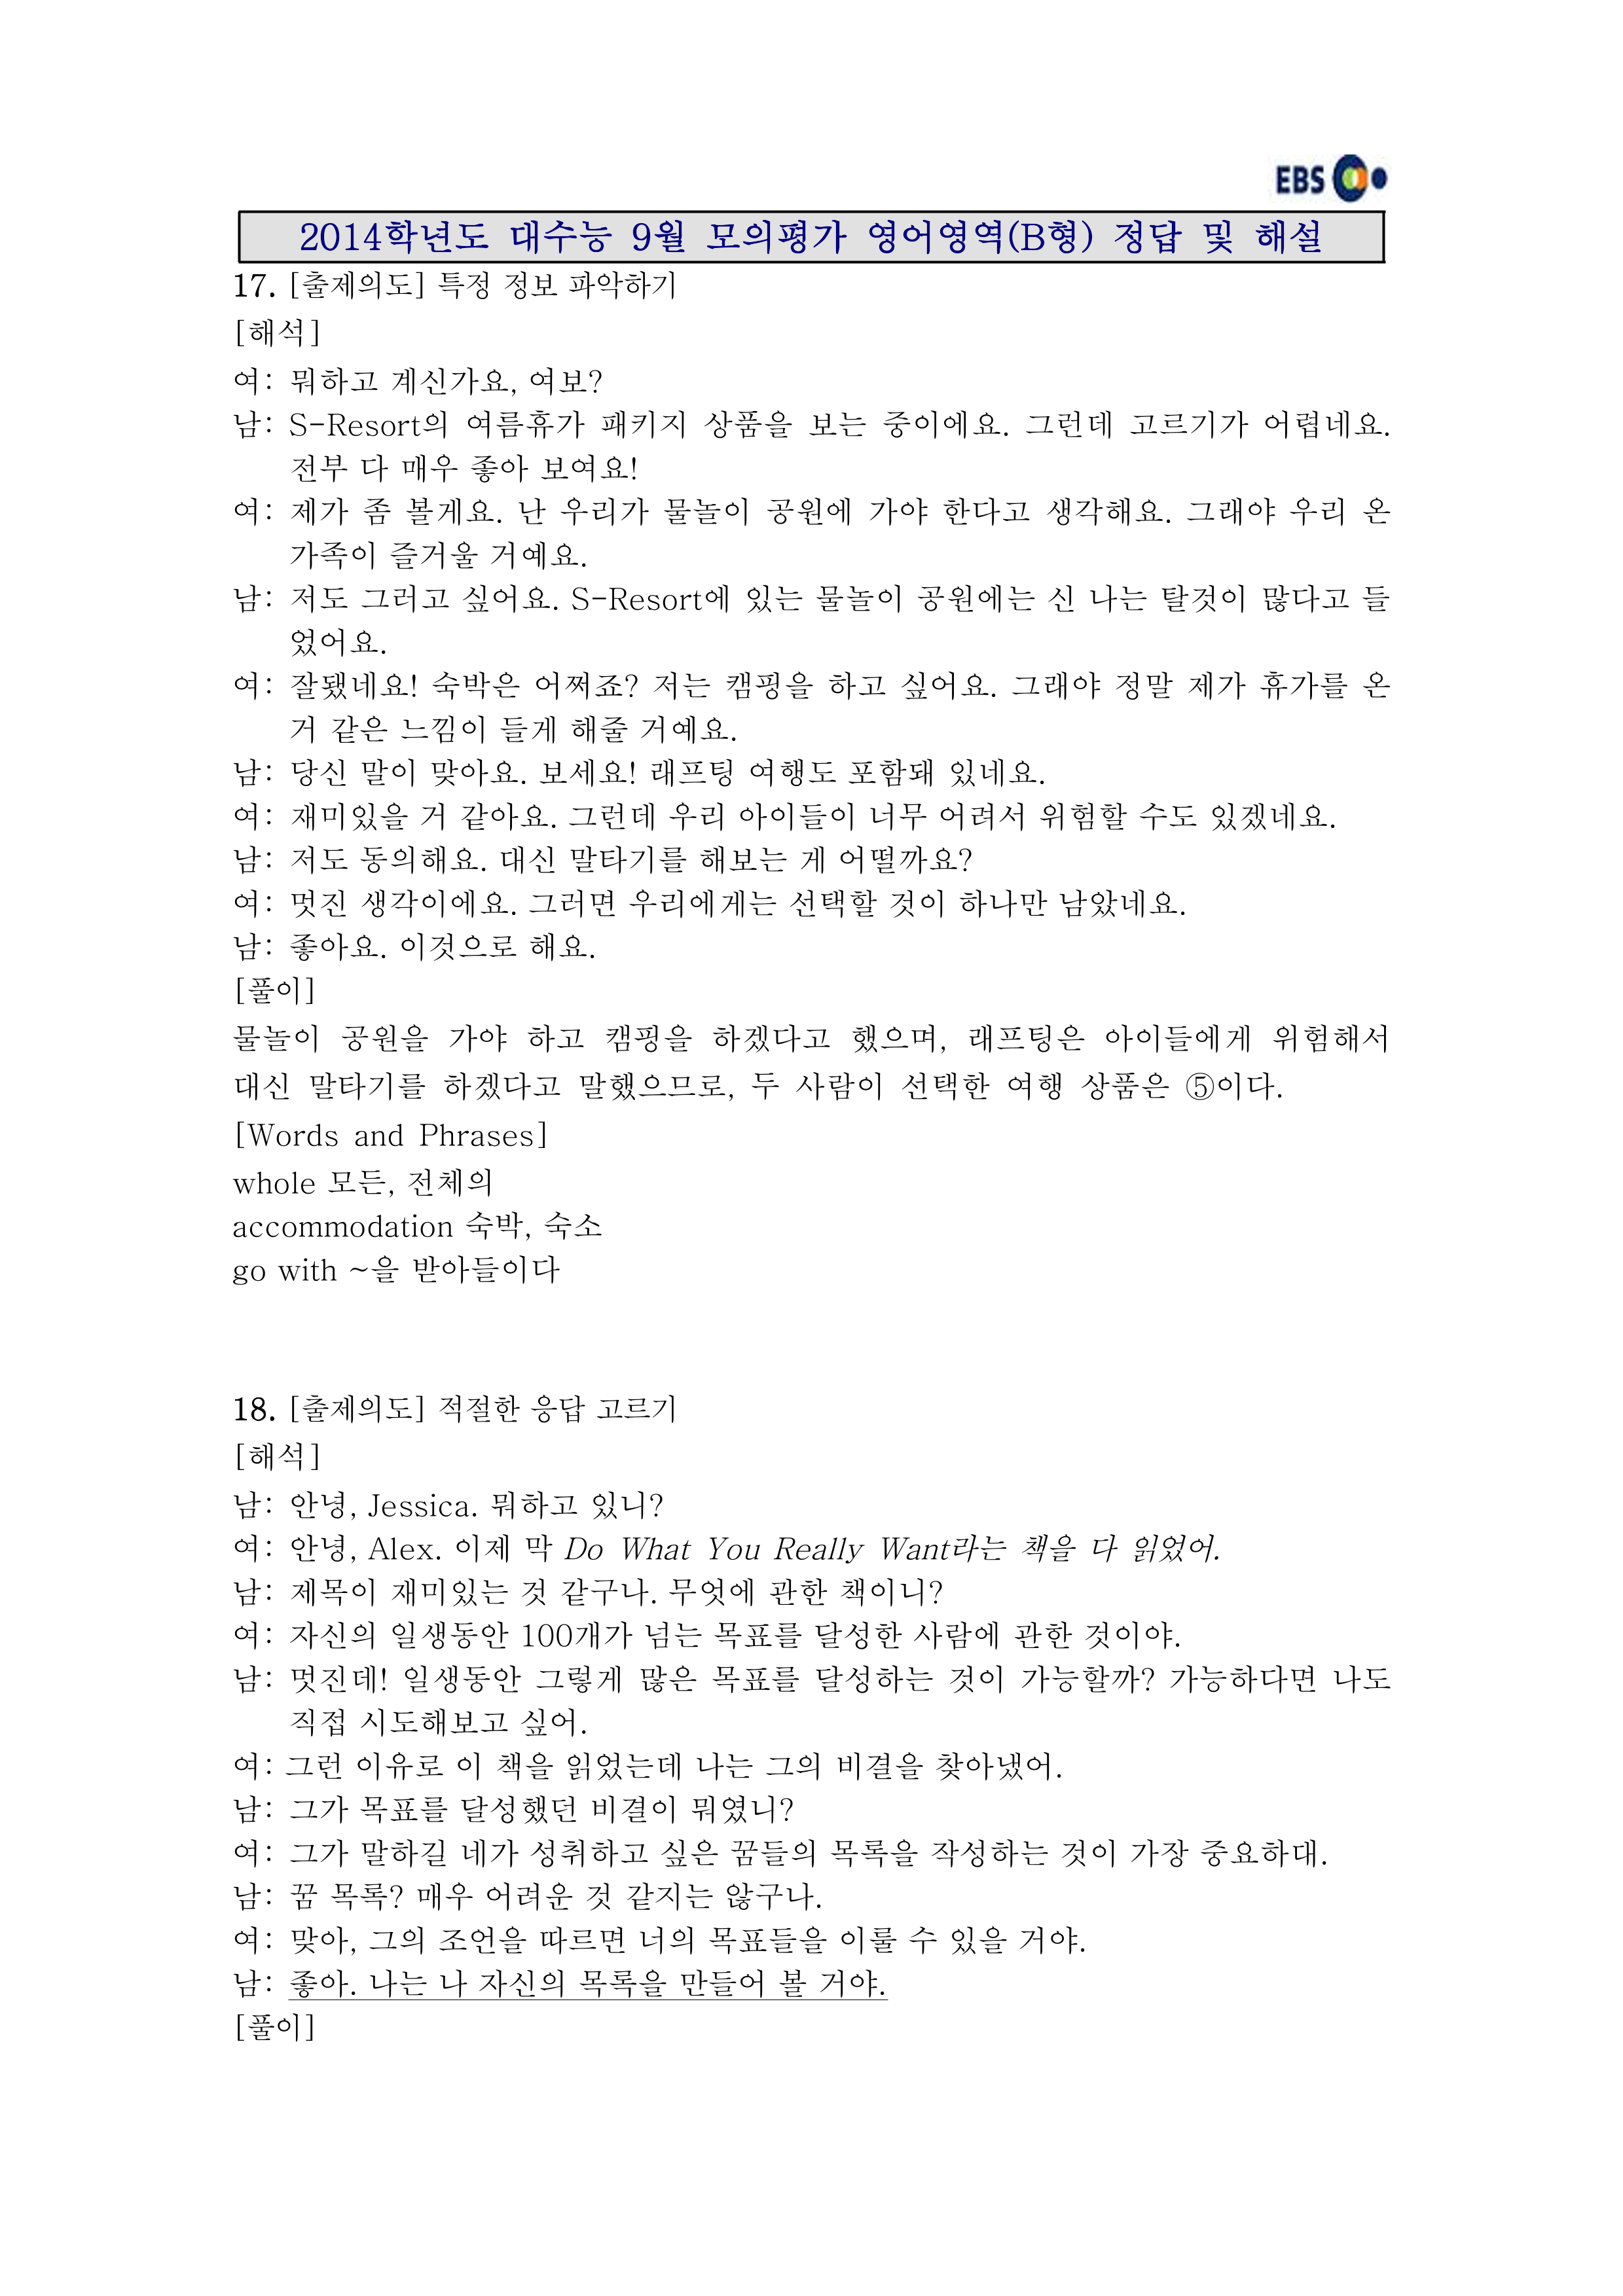 EBS
2014학년도 대수능 9월 모의평가 영어영역(B형) 정답 및 해설
17. [출제의도] 특정 정보 파악하기
[해석]
여: 뭐하고 계신가요, 여보?
남: S-Resort의 여름휴가 패키지 상품을 보는 중이에요. 그런데 고르기가 어렵네요.
전부 다 매우 좋아 보여요!
여: 제가 좀 볼게요. 난 우리가 물놀이 공원에 가야 한다고 생각해요. 그래야 우리 온
가족이 즐거울 거예요.
남: 저도 그러고 싶어요. S-Resort에 있는 물놀이 공원에는 신 나는 탈것이 많다고 들
었어요.
여: 잘됐네요! 숙박은 어쩌죠? 저는 캠핑을 하고 싶어요. 그래야 정말 제가 휴가를 온
거 같은 느낌이 들게 해줄 거예요.
남: 당신 말이 맞아요. 보세요! 래프팅 여행도 포함돼 있네요.
여: 재미있을 거 같아요. 그런데 우리 아이들이 너무 어려서 위험할 수도 있겠네요.
남: 저도 동의해요. 대신 말타기를 해보는 게 어떨까요?
여: 멋진 생각이에요. 그러면 우리에게는 선택할 것이 하나만 남았네요.
남: 좋아요. 이것으로 해요.
[풀이]
물놀이 공원을 가야 하고 캠핑을 하겠다고 했으며, 래프팅은 아이들에게 위험해서
대신 말타기를 하겠다고 말했으므로, 두 사람이 선택한 여행 상품은 ⑤이다.
[Words and Phrases]
whole 모든, 전체의
accommodation 숙박, 숙소
go with ~을 받아들이다
18. [출제의도] 적절한 응답 고르기
[해석]
남: 안녕, Jessica. 뭐하고 있니?
여: 안녕, Alex. 이제 막 Do What You Really Want라는 책을 다 읽었어.
남: 제목이 재미있는 것 같구나. 무엇에 관한 책이니?
여: 자신의 일생동안 100개가 넘는 목표를 달성한 사람에 관한 것이야.
남: 멋진데! 일생동안 그렇게 많은 목표를 달성하는 것이 가능할까? 가능하다면 나도
직접 시도해보고 싶어.
여: 그런 이유로 이 책을 읽었는데 나는 그의 비결을 찾아냈어.
남: 그가 목표를 달성했던 비결이 뭐였니?
여: 그가 말하길 네가 성취하고 싶은 꿈들의 목록을 작성하는 것이 가장 중요하대.
남: 꿈 목록? 매우 어려운 것 같지는 않구나.
여: 맞아, 그의 조언을 따르면 너의 목표들을 이룰 수 있을 거야.
남: 좋아. 나는 나 자신의 목록을 만들어 볼 거야.
[풀이]